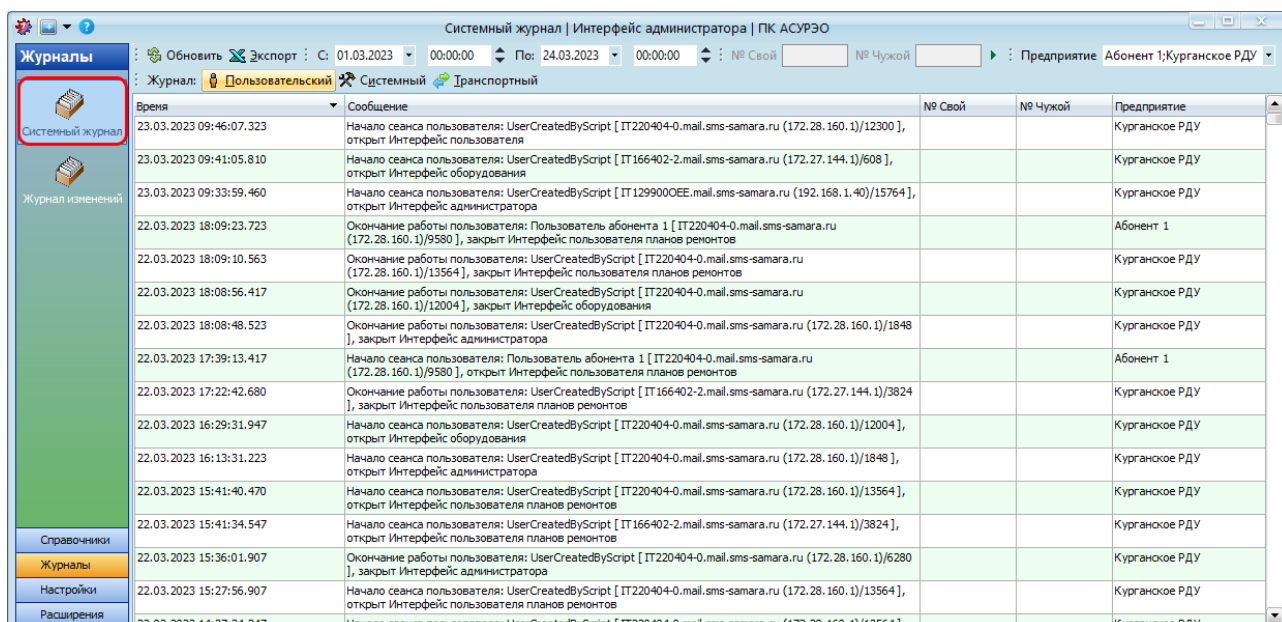 Системный журнал | Интерфейс администратора | ПК АСУРЭО
Журналы
Обновить Экспорт С: 01.03.2023 00:00:00 По: 24.03.2023 00:00:00 № Свой № Чужой Предприятие Абонент 1;Курганское РДУ
Журнал: Пользовательский Системный Транспортный
Системный журнал
Журнал изменений
Время Сообщение № Свой № Чужой Предприятие
23.03.2023 09:46:07.323 Начало сеанса пользователя: UserCreatedByScript [ IT220404-0.mail.sms-samara.ru (172.28.160.1)/12300 ], Курганское РДУ
открыт Интерфейс пользователя
23.03.2023 09:41:05.810 Начало сеанса пользователя: UserCreatedByScript [ IT166402-2.mail.sms-samara.ru (172.27.144.1)/608 ], Курганское РДУ
открыт Интерфейс оборудования
23.03.2023 09:33:59.460 Начало сеанса пользователя: UserCreatedByScript [ IT129900OEE.mail.sms-samara.ru (192.168.1.40)/15764 ], Курганское РДУ
открыт Интерфейс администратора
22.03.2023 18:09:23.723 Окончание работы пользователя: Пользователь абонента 1 [ IT220404-0.mail.sms-samara.ru Абонент 1
(172.28.160.1)/9580 ], закрыт Интерфейс пользователя планов ремонтов
22.03.2023 18:09:10.563 Окончание работы пользователя: UserCreatedByScript [ IT220404-0.mail.sms-samara.ru Курганское РДУ
(172.28.160.1)/13564 ], закрыт Интерфейс пользователя планов ремонтов
22.03.2023 18:08:56.417 Окончание работы пользователя: UserCreatedByScript [ IT220404-0.mail.sms-samara.ru Курганское РДУ
(172.28.160.1)/12004 ], закрыт Интерфейс оборудования
22.03.2023 18:08:48.523 Окончание работы пользователя: UserCreatedByScript [ IT220404-0.mail.sms-samara.ru (172.28.160.1)/1848 Курганское РДУ
], закрыт Интерфейс администратора
22.03.2023 17:39:13.417 Начало сеанса пользователя: Пользователь абонента 1 [ IT220404-0.mail.sms-samara.ru Абонент 1
(172.28.160.1)/9580 ], открыт Интерфейс пользователя планов ремонтов
22.03.2023 17:22:42.680 Окончание работы пользователя: UserCreatedByScript [ IT166402-2.mail.sms-samara.ru (172.27.144.1)/3824 Курганское РДУ
], закрыт Интерфейс пользователя планов ремонтов
22.03.2023 16:29:31.947 Начало сеанса пользователя: UserCreatedByScript [ IT220404-0.mail.sms-samara.ru (172.28.160.1)/12004 ], Курганское РДУ
открыт Интерфейс оборудования
22.03.2023 16:13:31.223 Начало сеанса пользователя: UserCreatedByScript [ IT220404-0.mail.sms-samara.ru (172.28.160.1)/1848 ], Курганское РДУ
открыт Интерфейс администратора
22.03.2023 15:41:40.470 Начало сеанса пользователя: UserCreatedByScript [ IT220404-0.mail.sms-samara.ru (172.28.160.1)/13564 ], Курганское РДУ
открыт Интерфейс пользователя планов ремонтов
22.03.2023 15:41:34.547 Начало сеанса пользователя: UserCreatedByScript [ IT166402-2.mail.sms-samara.ru (172.27.144.1)/3824 ], Курганское РДУ
открыт Интерфейс пользователя планов ремонтов
22.03.2023 15:36:01.907 Окончание работы пользователя: UserCreatedByScript [ IT220404-0.mail.sms-samara.ru (172.28.160.1)/6280 Курганское РДУ
], закрыт Интерфейс администратора
22.03.2023 15:27:56.907 Начало сеанса пользователя: UserCreatedByScript [ IT220404-0.mail.sms-samara.ru (172.28.160.1)/13564 ], Курганское РДУ
открыт Интерфейс пользователя планов ремонтов
Справочники
Журналы
Настройки
Расширения